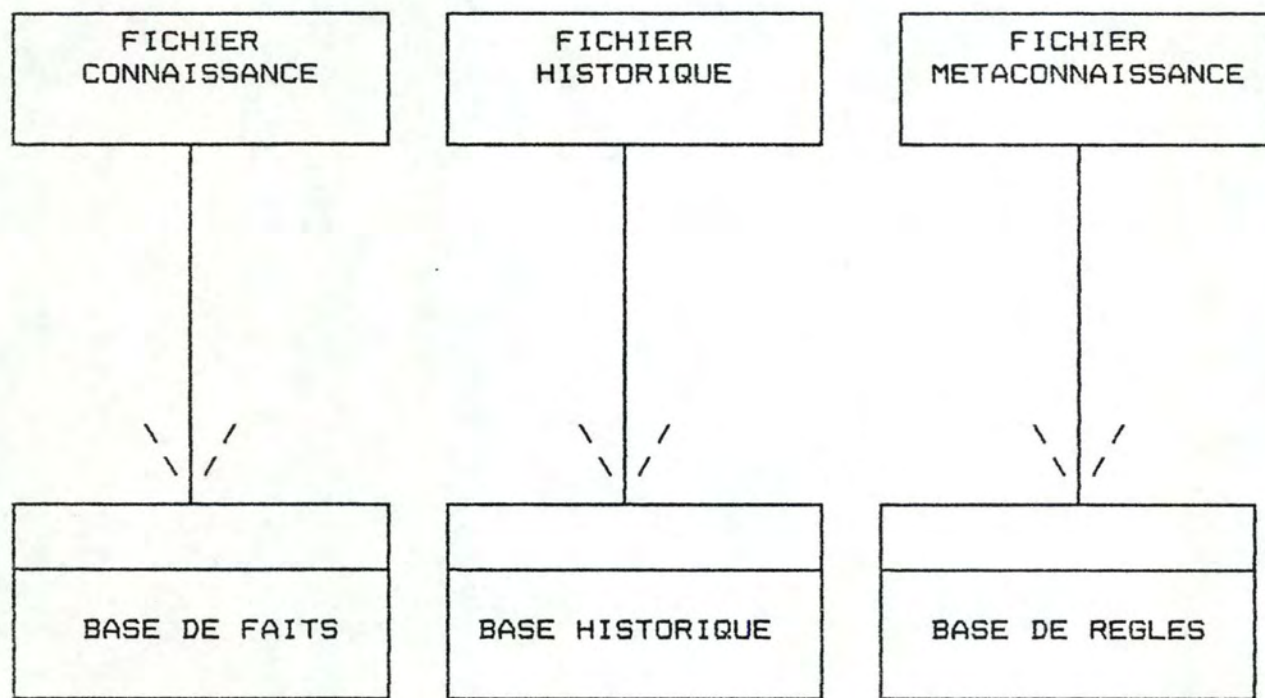 FICHIER
CONNAISSANCE
FICHIER
HISTORIQUE
FICHIER
METACONNAISSANCE
BASE DE FAITS
BASE HISTORIQUE
BASE DE REGLES